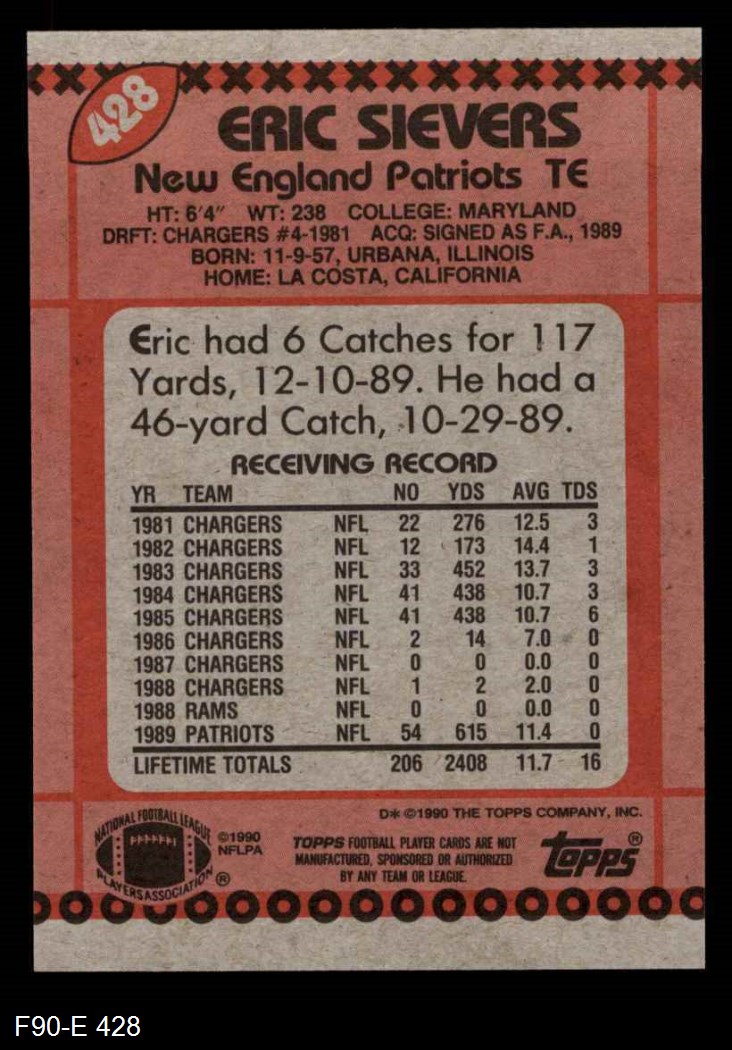 428
ERIC SIEVERS
New England Patriots TE
HT: 6'4" WT: 238 COLLEGE: MARYLAND
DRFT: CHARGERS #4-1981 ACQ: SIGNED AS F.A., 1989
BORN: 11-9-57, URBANA, ILLINOIS
HOME: LA COSTA, CALIFORNIA
Eric had 6 Catches for 117
Yards, 12-10-89. He had a
46-yard Catch, 10-29-89.
RECEIVING RECORD
YR TEAM NO YDS AVG TDS
1981 CHARGERS NFL 22 276 12.5 3
1982 CHARGERS NFL 12 173 14.4 1
1983 CHARGERS NFL 33 452 13.7 3
1984 CHARGERS NFL 41 438 10.7 3
1985 CHARGERS NFL 41 438 10.7 6
1986 CHARGERS NFL 2 14 7.0 0
1987 CHARGERS NFL 0 0 0.0 0
1988 CHARGERS NFL 1 2 2.0 0
1988 RAMS NFL 0 0 0.0 0
1989 PATRIOTS NFL 54 615 11.4 0
LIFETIME TOTALS 206 2408 11.7 16
D* ©1990 THE TOPPS COMPANY, INC.
NATIONAL FOOTBALL LEAGUE
PLAYERS ASSOCIATION ®
©1990
NFLPA
TOPPS FOOTBALL PLAYER CARDS ARE NOT
MANUFACTURED, SPONSORED OR AUTHORIZED
BY ANY TEAM OR LEAGUE.
topps®
F90-E 428